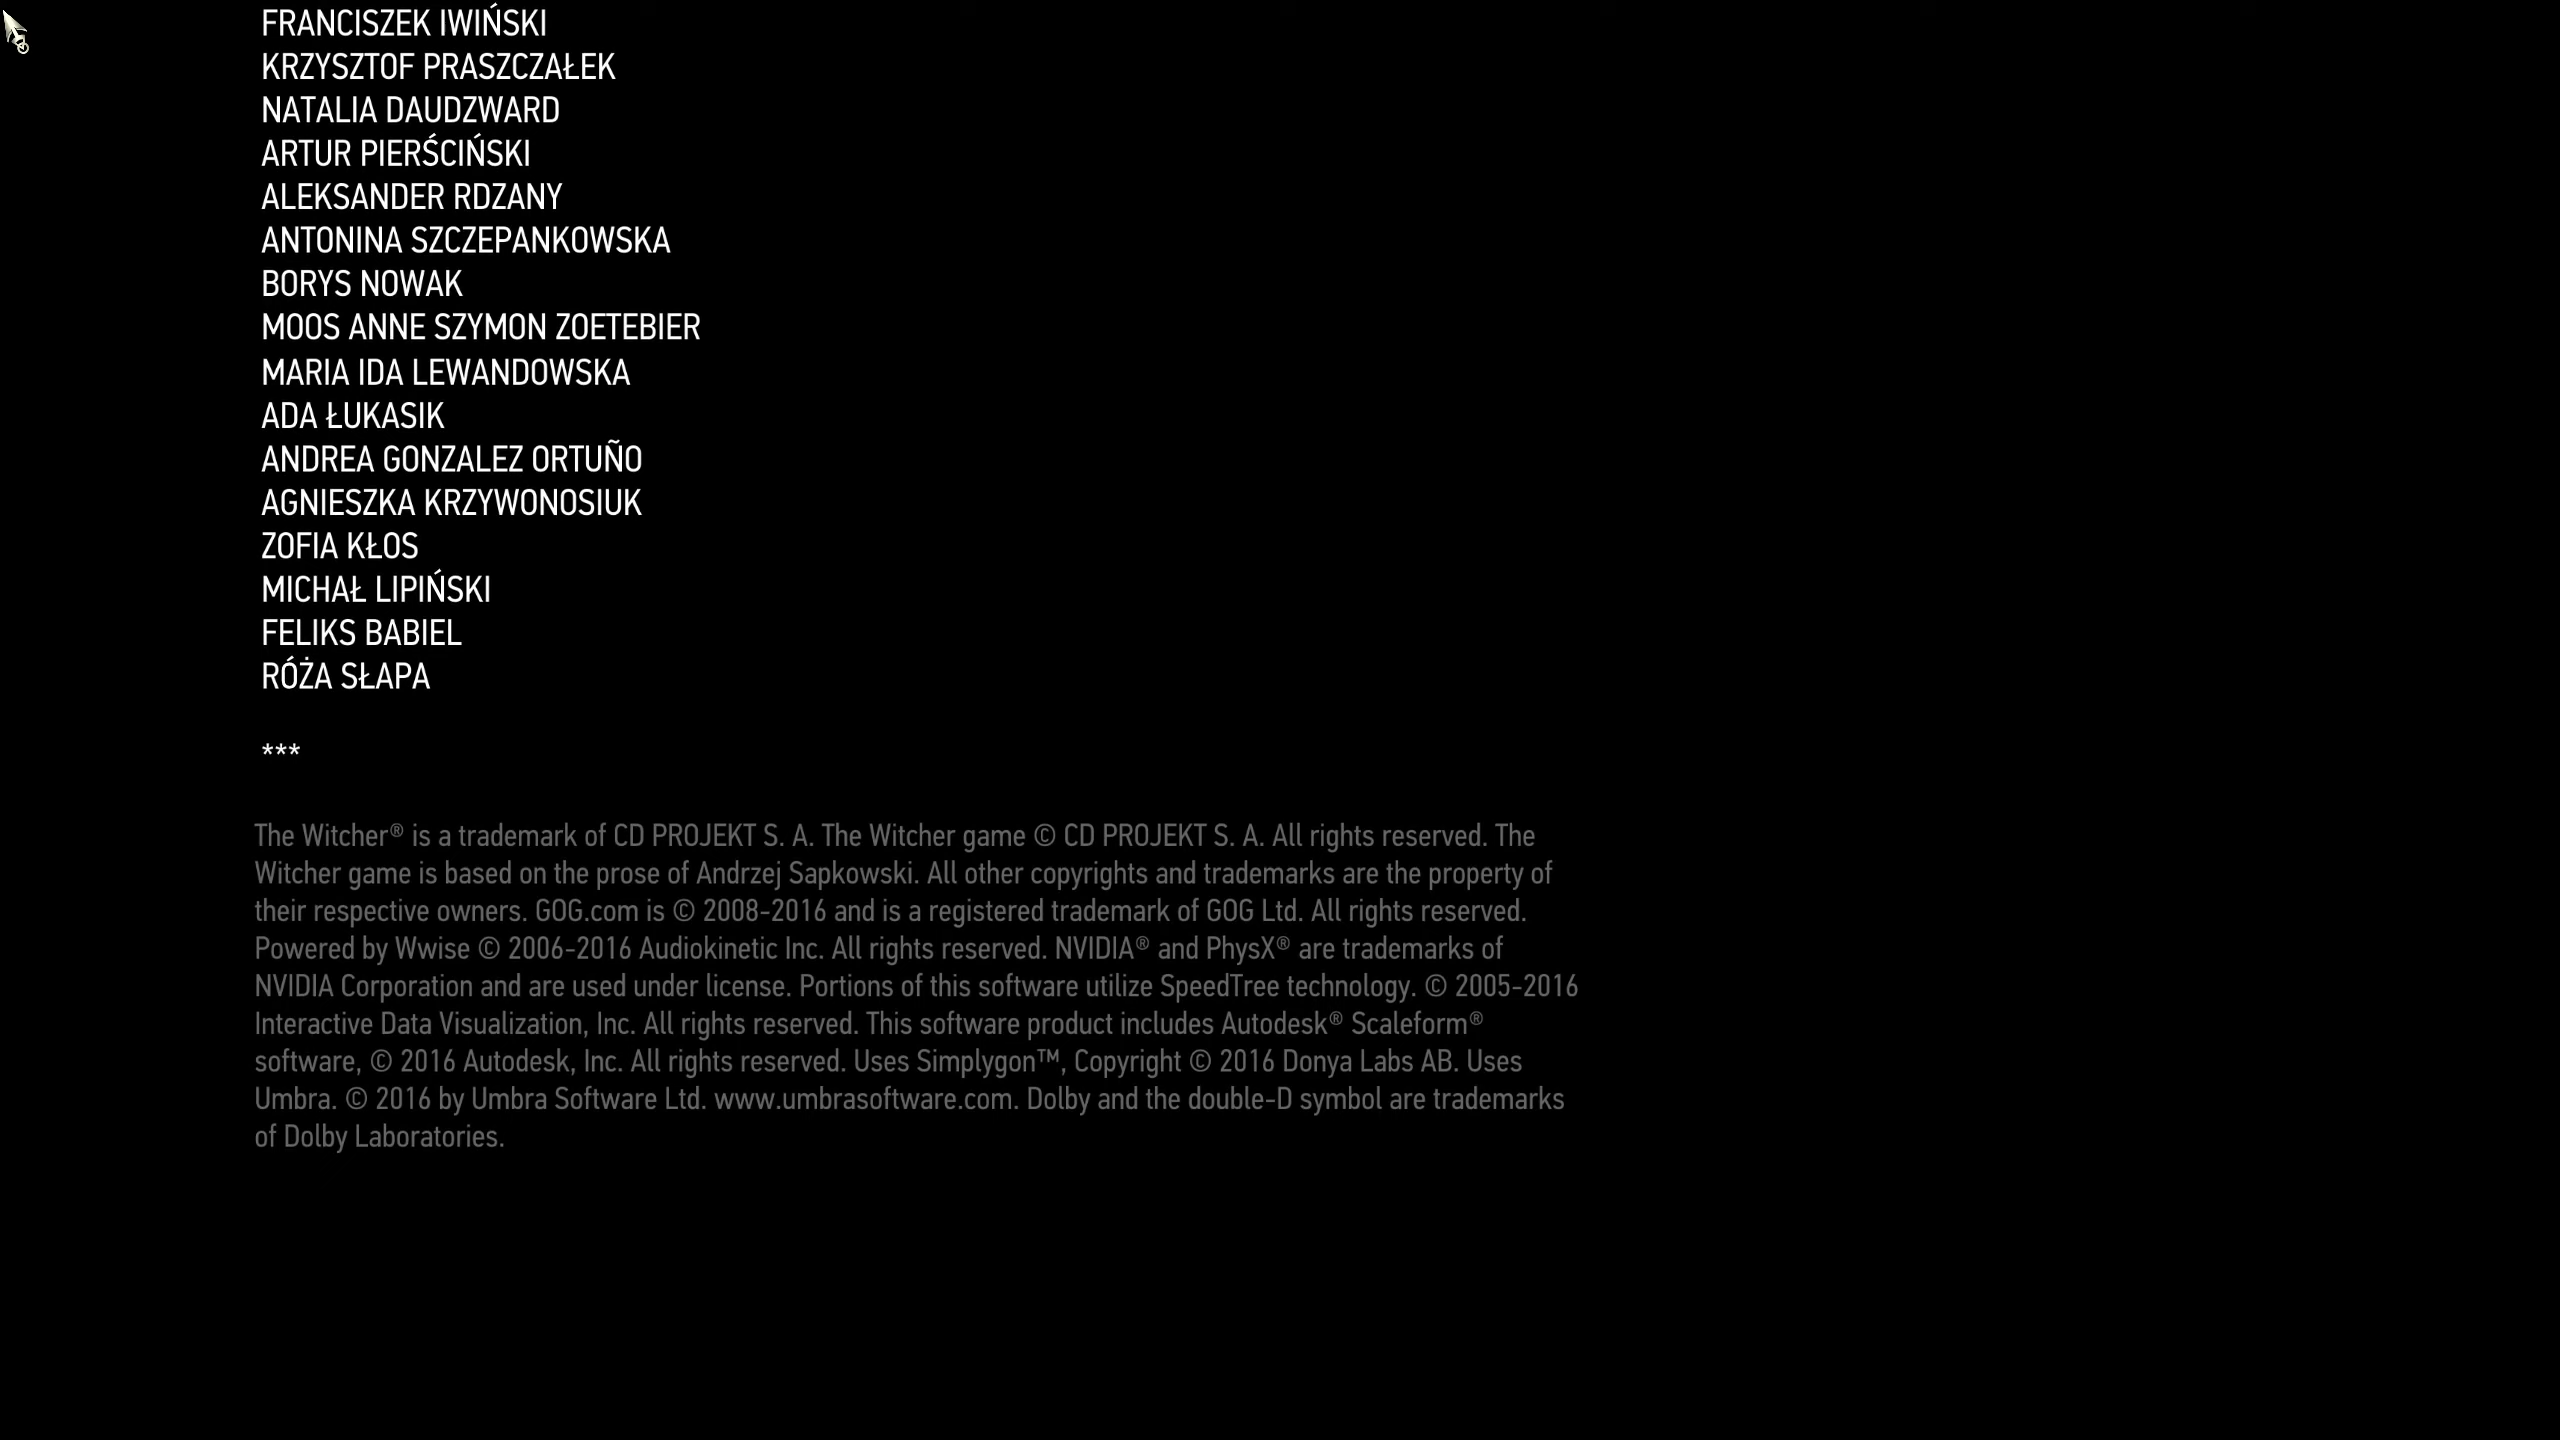 FRANCISZEK IWIŃSKI
KRZYSZTOF PRASZCZAŁEK
NATALIA DAUDZWARD
ARTUR PIERŚCIŃSKI
ALEKSANDER RDZANY
ANTONINA SZCZEPANKOWSKA
BORYS NOWAK
MOOS ANNE SZYMON ZOETEBIER
MARIA IDA LEWANDOWSKA
ADA ŁUKASIK
ANDREA GONZALEZ ORTUÑO
AGNIESZKA KRZYWONOSIUK
ZOFIA KŁOS
MICHAŁ LIPIŃSKI
FELIKS BABIEL
RÓŻA SŁAPA
***
The Witcher® is a trademark of CD PROJEKT S. A. The Witcher game © CD PROJEKT S. A. All rights reserved. The
Witcher game is based on the prose of Andrzej Sapkowski. All other copyrights and trademarks are the property of
their respective owners. GOG.com is © 2008-2016 and is a registered trademark of GOG Ltd. All rights reserved.
Powered by Wwise © 2006-2016 Audiokinetic Inc. All rights reserved. NVIDIA® and PhysX® are trademarks of
NVIDIA Corporation and are used under license. Portions of this software utilize SpeedTree technology. © 2005-2016
Interactive Data Visualization, Inc. All rights reserved. This software product includes Autodesk® Scaleform®
software, © 2016 Autodesk, Inc. All rights reserved. Uses Simplygon™, Copyright © 2016 Donya Labs AB. Uses
Umbra. © 2016 by Umbra Software Ltd. www.umbrasoftware.com. Dolby and the double-D symbol are trademarks
of Dolby Laboratories.